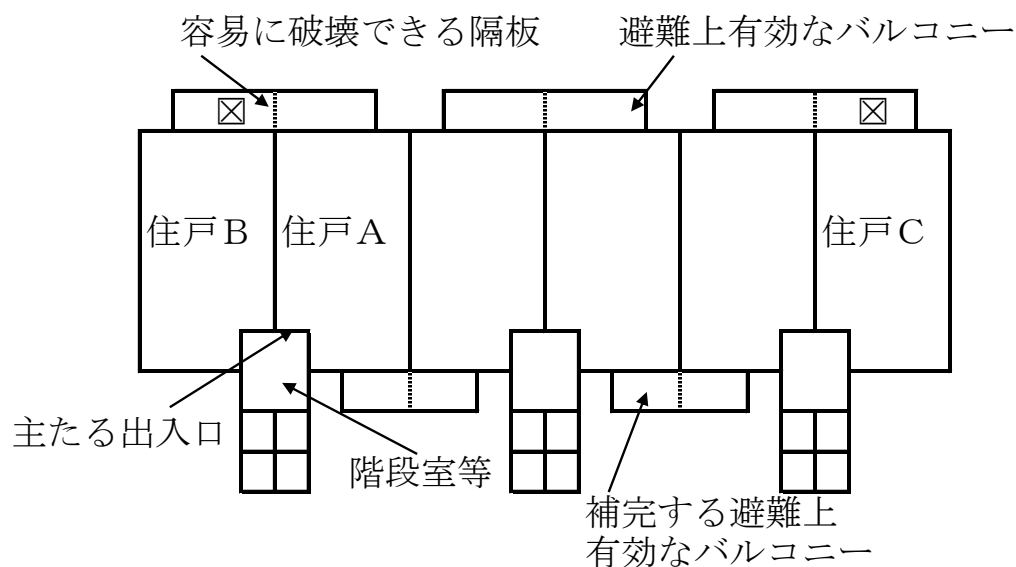 容易に破壊できる隔板
避難上有効なバルコニー
住戸B
住戸A
住戸C
主たる出入口
階段室等
補完する避難上
有効なバルコニー